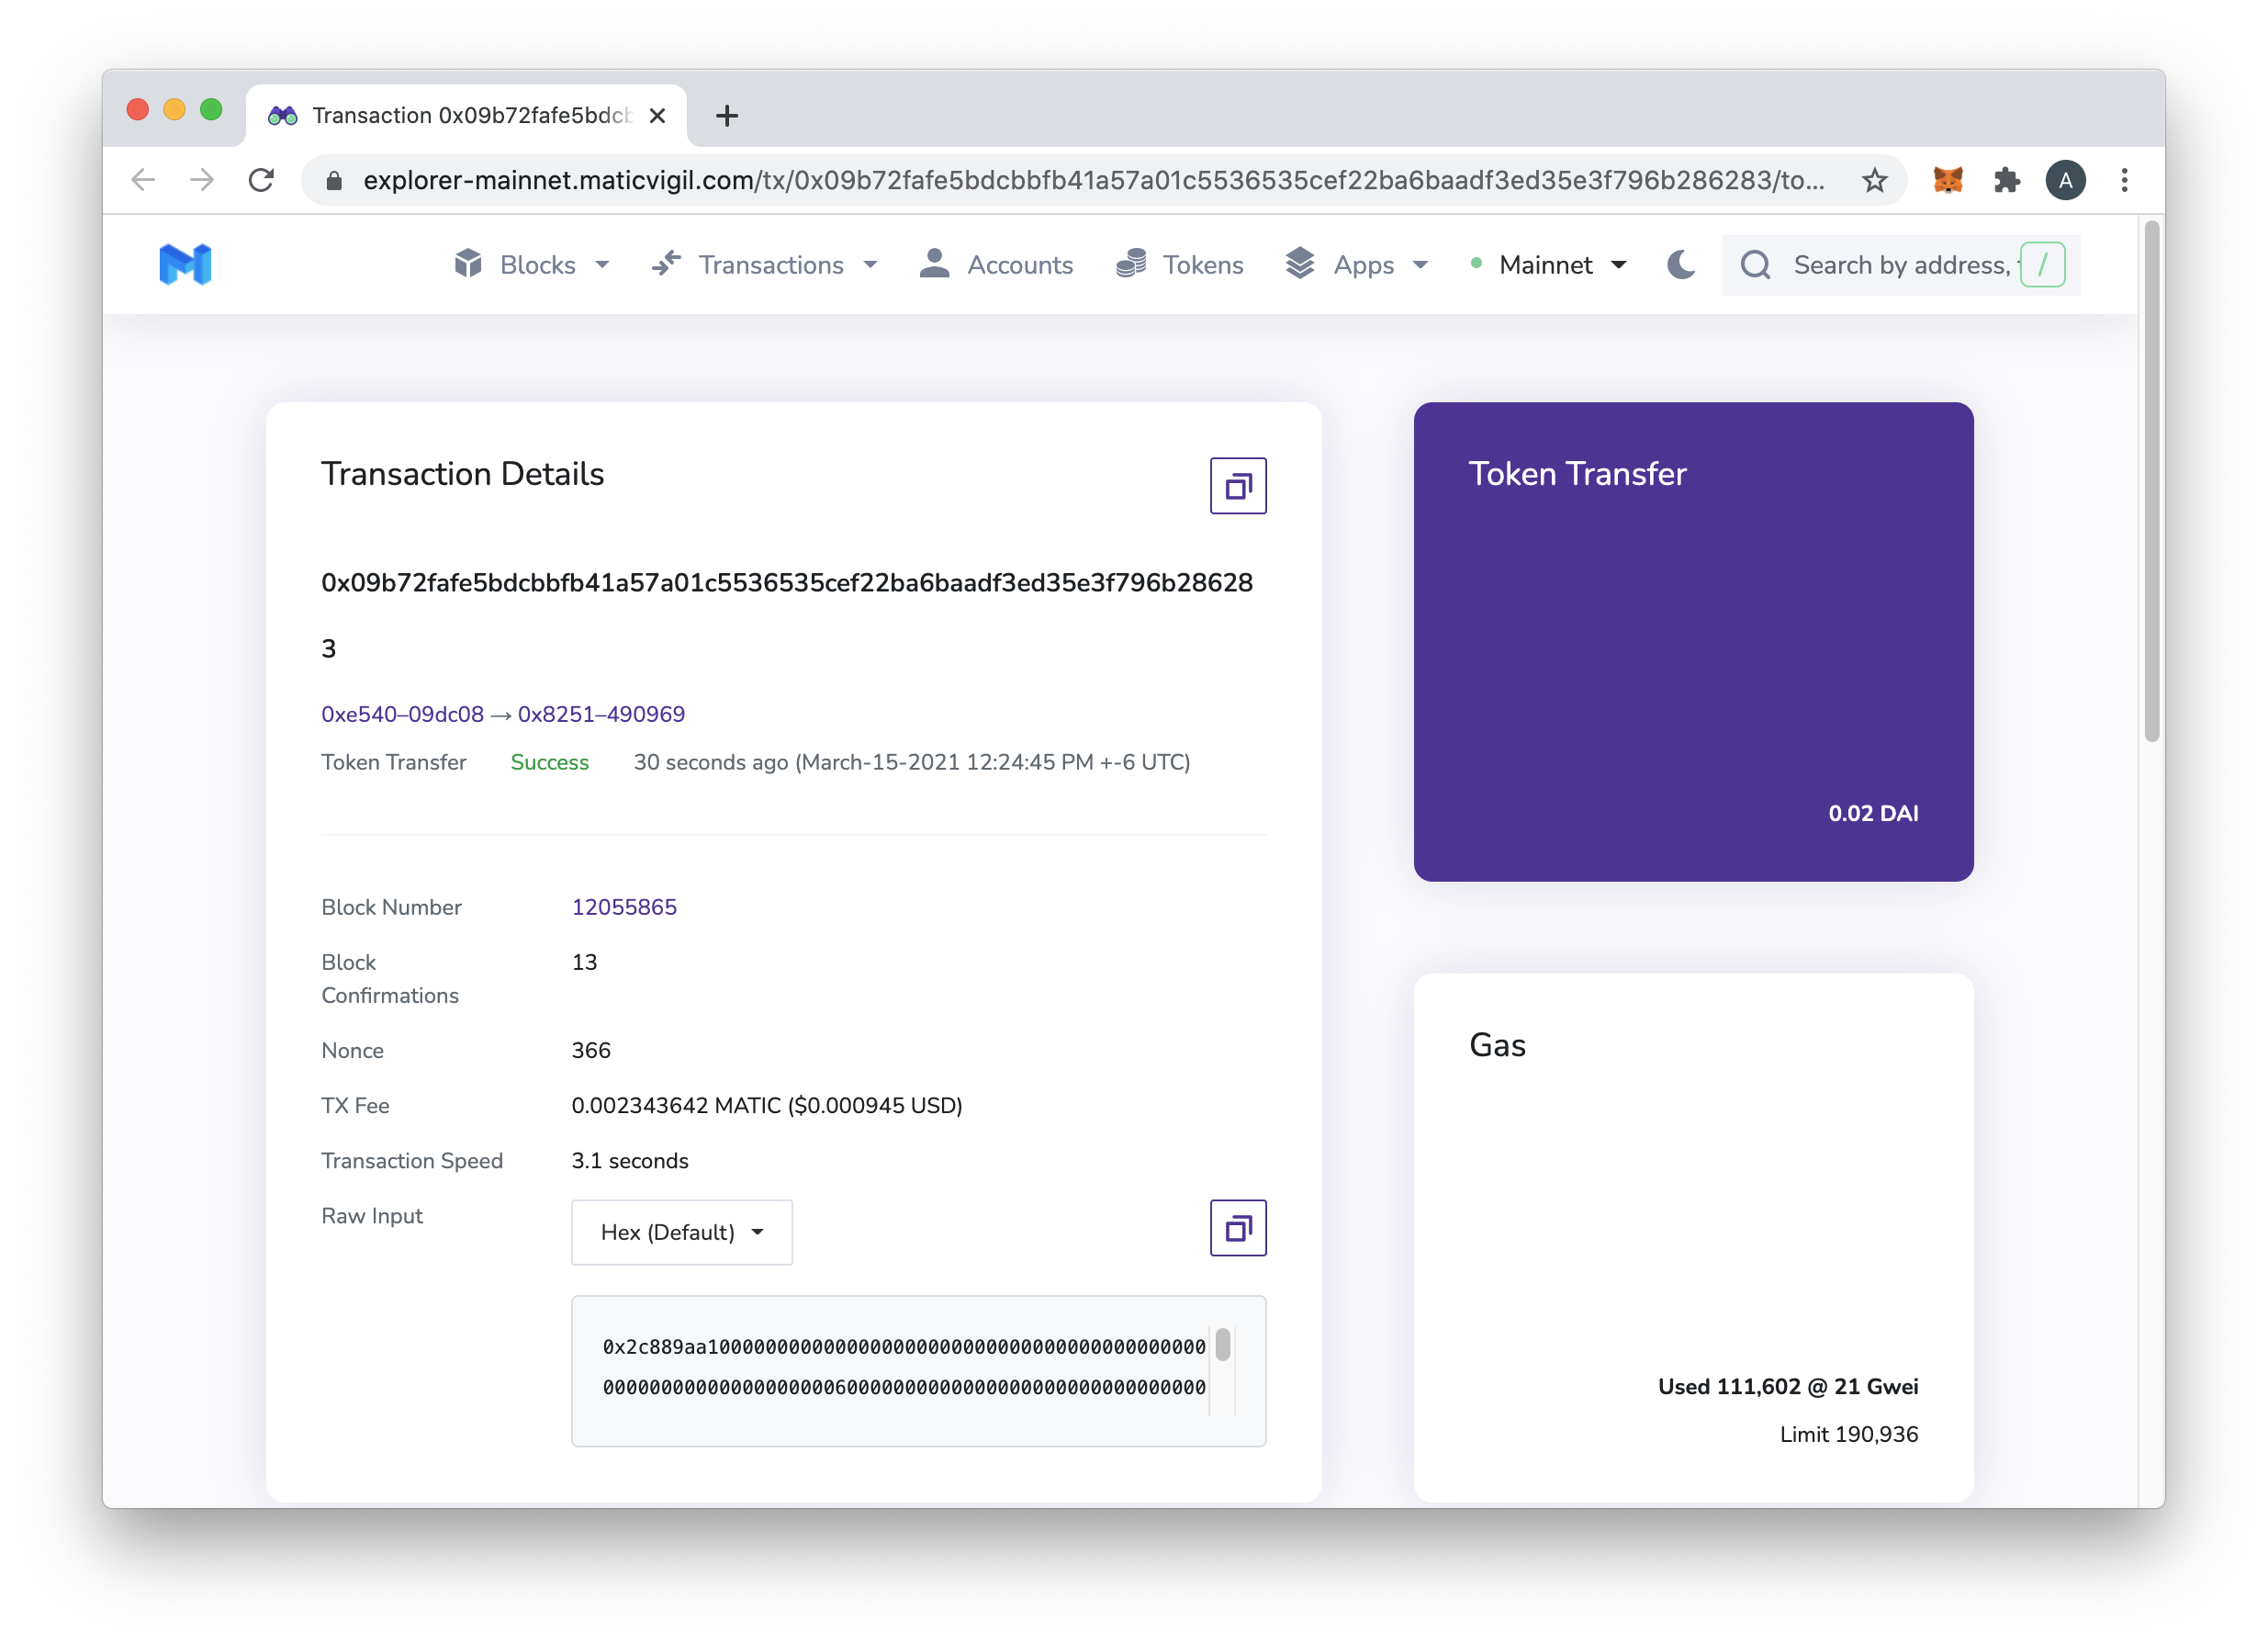 Transaction 0x09b72fafe5bdcb
explorer-mainnet.maticvigil.com/tx/0x09b72fafe5bdcbbfb41a57a01c5536535cef22ba6baadf3ed35e3f796b286283/to...
A
Blocks
Transactions
Accounts
Tokens
Apps
Mainnet
Search by address,
/
Transaction Details
0x09b72fafe5bdcbbfb41a57a01c5536535cef22ba6baadf3ed35e3f796b28628
3
0xe540–09dc08 → 0x8251–490969
Token Transfer Success 30 seconds ago (March-15-2021 12:24:45 PM +-6 UTC)
Block Number 12055865
Block 13
Confirmations
Nonce 366
TX Fee 0.002343642 MATIC ($0.000945 USD)
Transaction Speed 3.1 seconds
Raw Input Hex (Default)
0x2c889aa1000000000000000000000000000000000000000000
0000000000000000000060000000000000000000000000000000
Token Transfer
0.02 DAI
Gas
Used 111,602 @ 21 Gwei
Limit 190,936